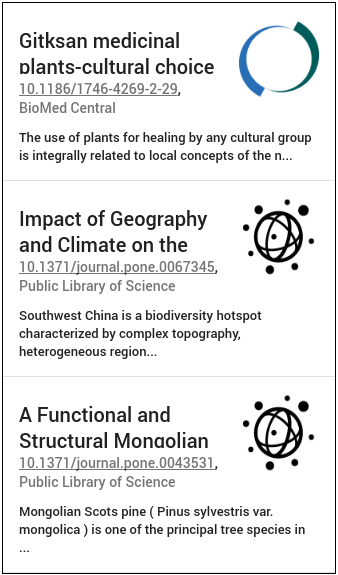 Gitksan medicinal
plants-cultural choice
10.1186/1746-4269-2-29,
BioMed Central
The use of plants for healing by any cultural group
is integrally related to local concepts of the n...
Impact of Geography
and Climate on the
10.1371/journal.pone.0067345,
Public Library of Science
Southwest China is a biodiversity hotspot
characterized by complex topography,
heterogeneous region...
A Functional and
Structural Mongolian
10.1371/journal.pone.0043531,
Public Library of Science
Mongolian Scots pine ( Pinus sylvestris var.
mongolica ) is one of the principal tree species in
...